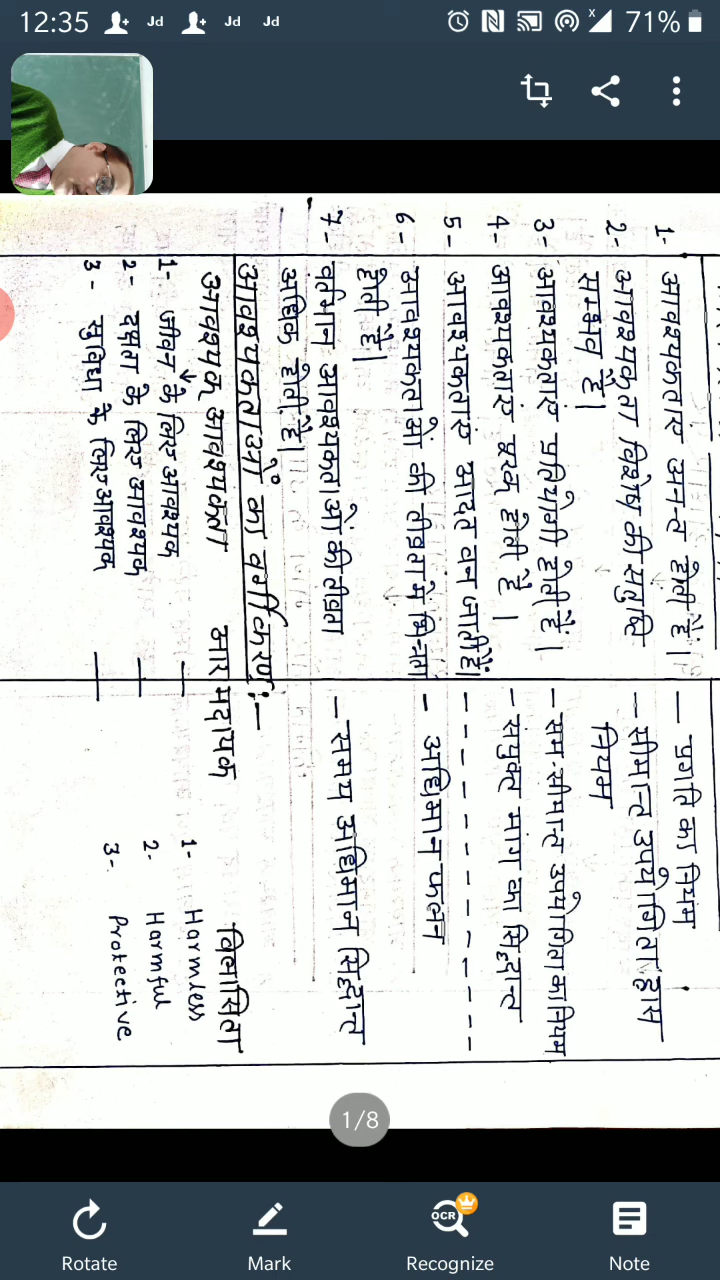 12:35 Jd Jd Jd 71%
1- आवश्यकताएं अनन्त होती हैं। — प्रगति का नियम
2- आवश्यकता विशेष की संतुष्टि — सीमान्त उपयोगिता ह्रास
सम्भव है। नियम
3- आवश्यकताएं प्रतियोगी होती हैं। — सम-सीमान्त उपयोगिता का नियम
4- आवश्यकताएं पूरक होती हैं। — संयुक्त मांग का सिद्धान्त
5- आवश्यकताएं आदत बन जाती हैं। — — — — — — — — — —
6- आवश्यकताओं की तीव्रता में भिन्नता — अधिमान फलन
होती है।
7- वर्तमान आवश्यकताओं की तीव्रता — समय अधिमान सिद्धान्त
अधिक होती है।
आवश्यकताओं का वर्गीकरण:—
आवश्यक आवश्यकता आरामदायक विलासिता
1- जीवन के लिए आवश्यक — 1- Harmless
2- दक्षता के लिए आवश्यक — 2- Harmful
3- सुविधा के लिए आवश्यक — 3- Protective
1/8
Rotate Mark OCR Recognize Note